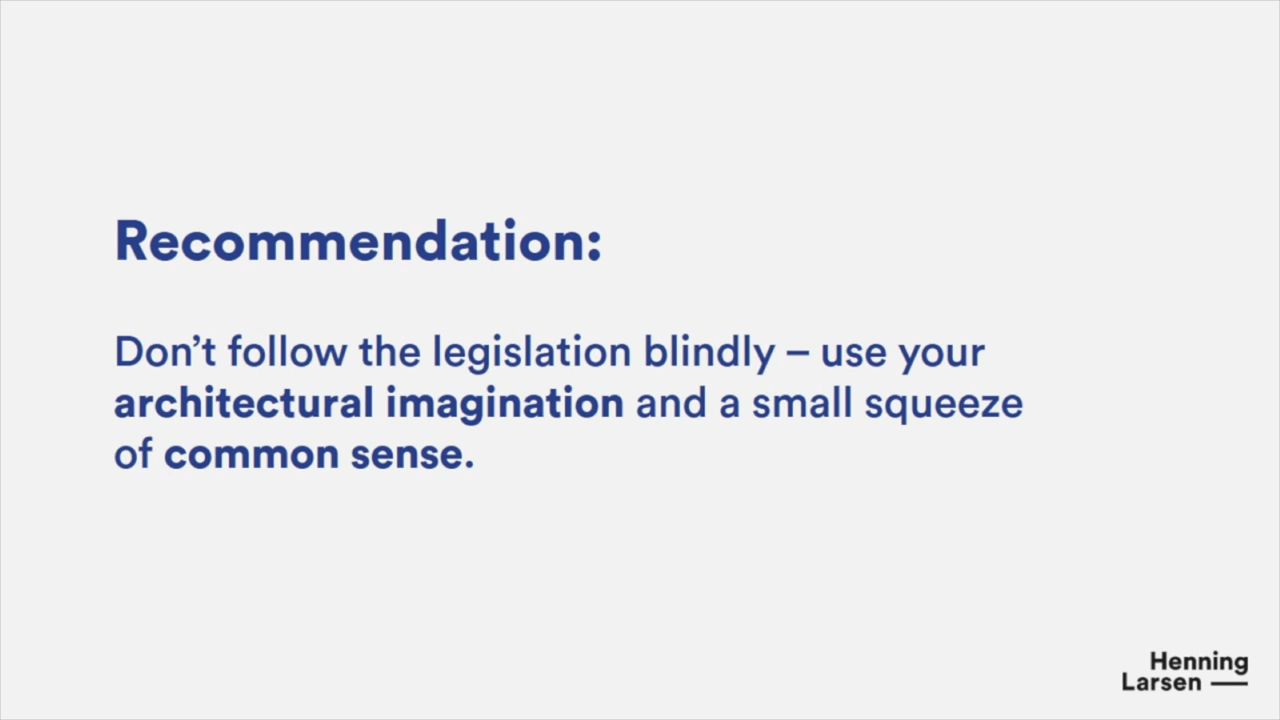 Recommendation:
Don’t follow the legislation blindly – use your
architectural imagination and a small squeeze
of common sense.
Henning
Larsen —